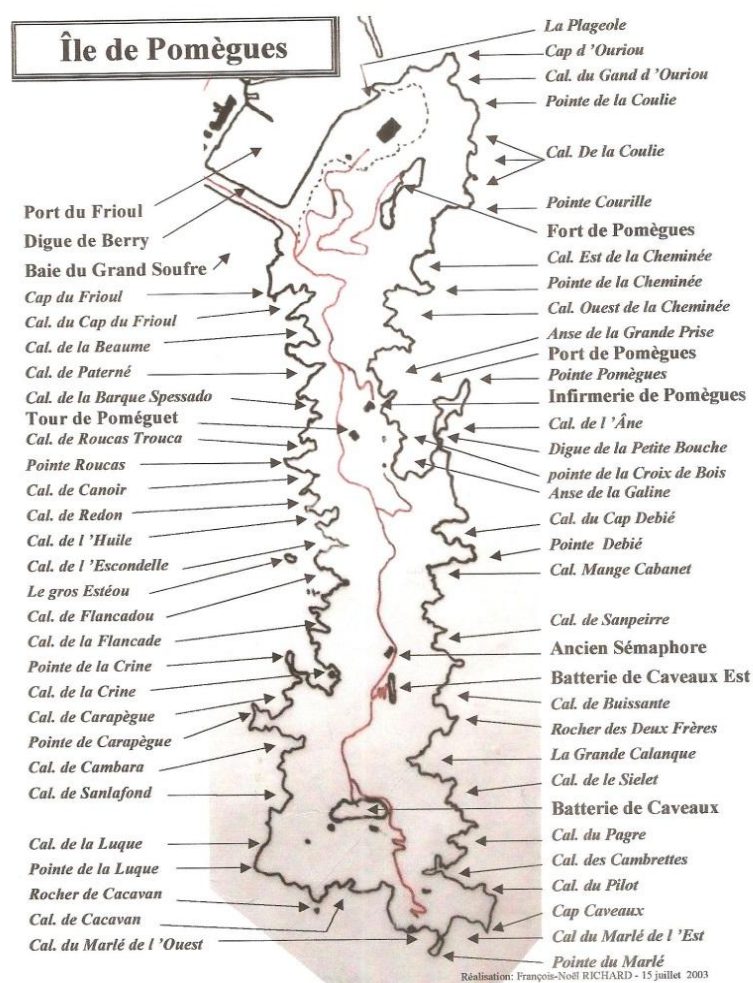 Île de Pomègues
La Plageole
Cap d ’Ouriou
Cal. du Gand d ’Ouriou
Pointe de la Coulie
Cal. De la Coulie
Pointe Courille
Fort de Pomègues
Cal. Est de la Cheminée
Pointe de la Cheminée
Cal. Ouest de la Cheminée
Anse de la Grande Prise
Port de Pomègues
Pointe Pomègues
Infirmerie de Pomègues
Cal. de l ’Âne
Digue de la Petite Bouche
pointe de la Croix de Bois
Anse de la Galine
Cal. du Cap Debié
Pointe Debié
Cal. Mange Cabanet
Cal. de Sanpeirre
Ancien Sémaphore
Batterie de Caveaux Est
Cal. de Buissante
Rocher des Deux Frères
La Grande Calanque
Cal. de le Sielet
Batterie de Caveaux
Cal. du Pagre
Cal. des Cambrettes
Cal. du Pilot
Cap Caveaux
Cal du Marlé de l ’Est
Pointe du Marlé
Port du Frioul
Digue de Berry
Baie du Grand Soufre
Cap du Frioul
Cal. du Cap du Frioul
Cal. de la Beaume
Cal. de Paterné
Cal. de la Barque Spessado
Tour de Poméguet
Cal. de Roucas Trouca
Pointe Roucas
Cal. de Canoir
Cal. de Redon
Cal. de l ’Huile
Cal. de l ’Escondelle
Le gros Estéou
Cal. de Flancadou
Cal. de la Flancade
Pointe de la Crine
Cal. de la Crine
Cal. de Carapègue
Pointe de Carapègue
Cal. de Cambara
Cal. de Sanlafond
Cal. de la Luque
Pointe de la Luque
Rocher de Cacavan
Cal. de Cacavan
Cal. du Marlé de l ’Ouest
Réalisation: François-Noël RICHARD - 15 juillet 2003